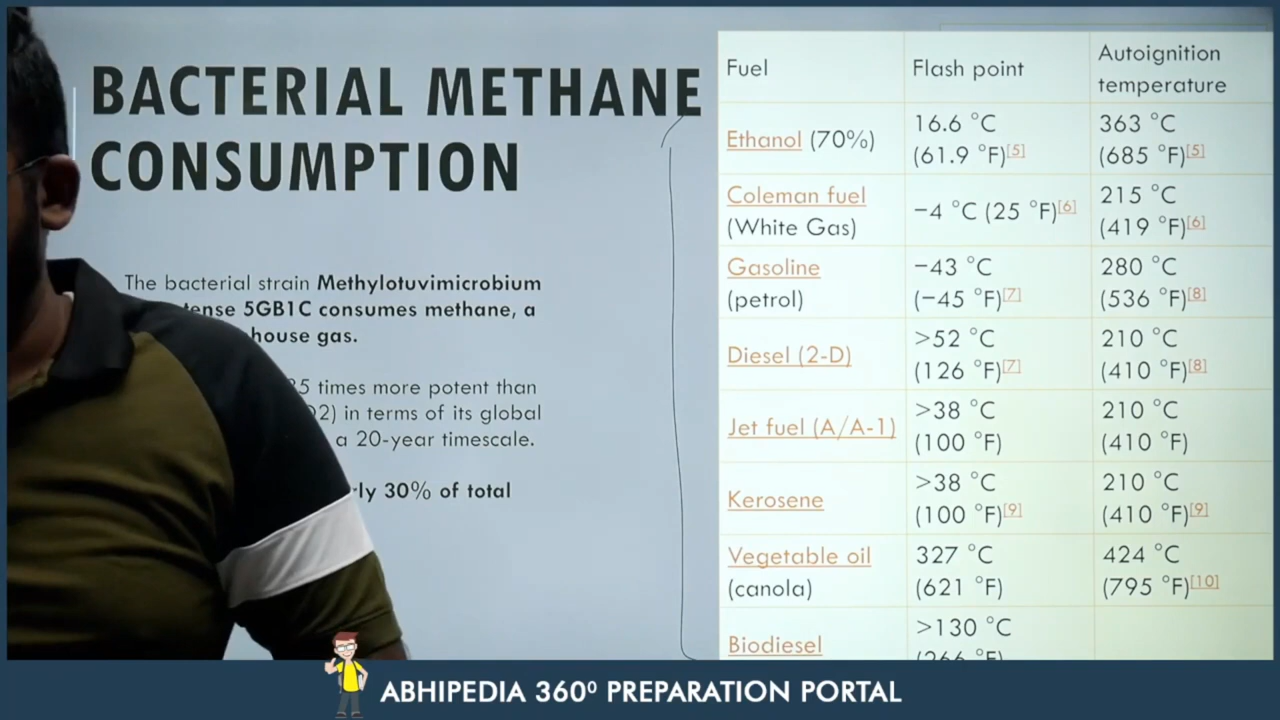 BACTERIAL METHANE
CONSUMPTION
The bacterial strain Methylotuvimicrobium
5GB1C consumes methane, a
gas.
times more potent than
in terms of its global
a 20-year timescale.
30% of total
Fuel
Flash point
Autoignition
temperature
Ethanol (70%)
16.6 °C
(61.9 °F)[5]
363 °C
(685 °F)[5]
Coleman fuel
(White Gas)
−4 °C (25 °F)[6]
215 °C
(419 °F)[6]
Gasoline
(petrol)
−43 °C
(−45 °F)[7]
280 °C
(536 °F)[8]
Diesel (2-D)
>52 °C
(126 °F)[7]
210 °C
(410 °F)[8]
Jet fuel (A/A-1)
>38 °C
(100 °F)
210 °C
(410 °F)
Kerosene
>38 °C
(100 °F)[9]
210 °C
(410 °F)[9]
Vegetable oil
(canola)
327 °C
(621 °F)
424 °C
(795 °F)[10]
Biodiesel
>130 °C
ABHIPEDIA 360⁰ PREPARATION PORTAL